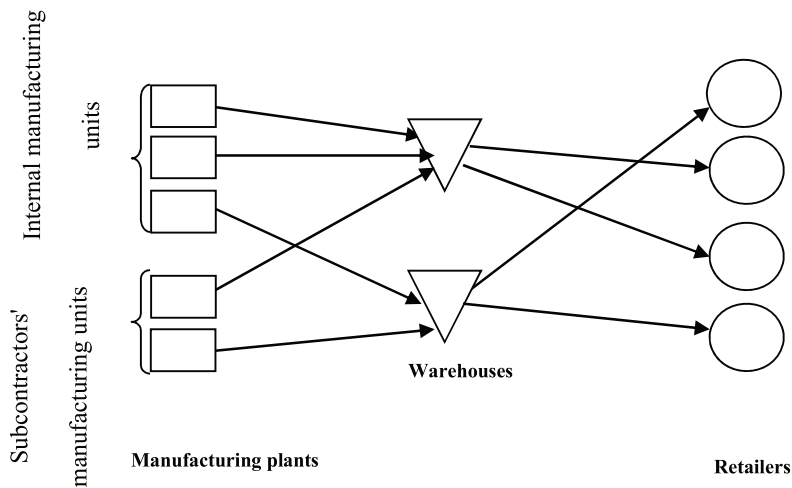 Internal manufacturing
units
Subcontractors'
manufacturing units
Warehouses
Manufacturing plants
Retailers